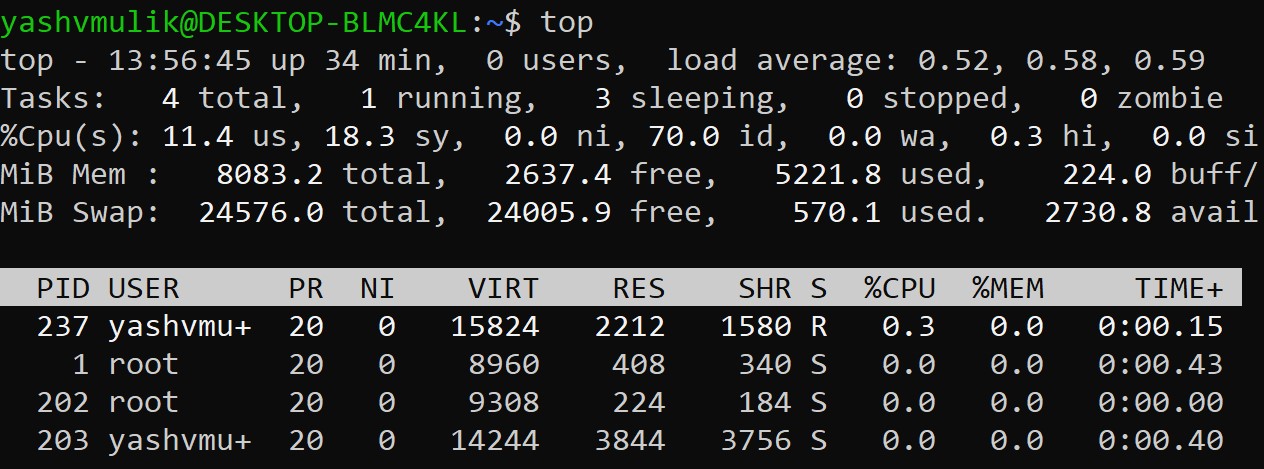 yashvmulik@DESKTOP-BLMC4KL:~$ top
top - 13:56:45 up 34 min,  0 users,  load average: 0.52, 0.58, 0.59
Tasks:   4 total,   1 running,   3 sleeping,   0 stopped,   0 zombie
%Cpu(s): 11.4 us, 18.3 sy,  0.0 ni, 70.0 id,  0.0 wa,  0.3 hi,  0.0 si
MiB Mem :   8083.2 total,   2637.4 free,   5221.8 used,    224.0 buff/
MiB Swap:  24576.0 total,  24005.9 free,    570.1 used.   2730.8 avail
  PID USER      PR  NI    VIRT    RES    SHR S  %CPU  %MEM     TIME+
  237 yashvmu+  20   0   15824   2212   1580 R   0.3   0.0   0:00.15
    1 root      20   0    8960    408    340 S   0.0   0.0   0:00.43
  202 root      20   0    9308    224    184 S   0.0   0.0   0:00.00
  203 yashvmu+  20   0   14244   3844   3756 S   0.0   0.0   0:00.40